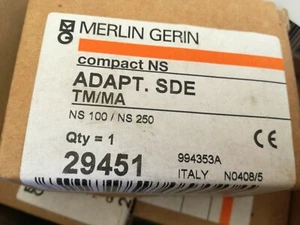 MERLIN GERIN
compact NS
ADAPT. SDE
TM/MA
NS 100 / NS 250
Qty = 1
29451
994353A
ITALY N0408/5
CE